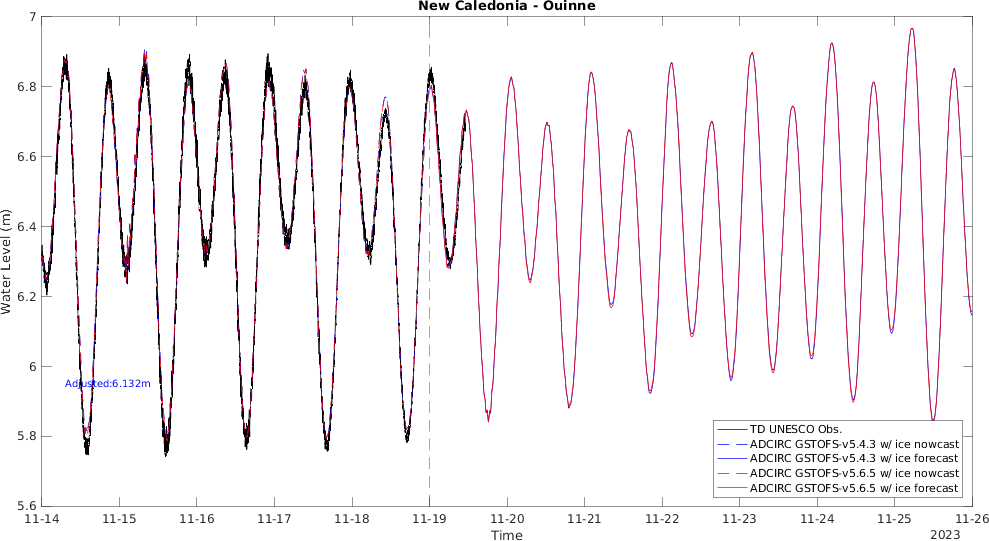 New Caledonia - Ouinne
Water Level (m)
7
6.8
6.6
6.4
6.2
6
5.8
5.6
Adjusted:6.132m
TD UNESCO Obs.
ADCIRC GSTOFS-v5.4.3 w/ ice nowcast
ADCIRC GSTOFS-v5.4.3 w/ ice forecast
ADCIRC GSTOFS-v5.6.5 w/ ice nowcast
ADCIRC GSTOFS-v5.6.5 w/ ice forecast
11-14 11-15 11-16 11-17 11-18 11-19 11-20 11-21 11-22 11-23 11-24 11-25 11-26
Time
2023